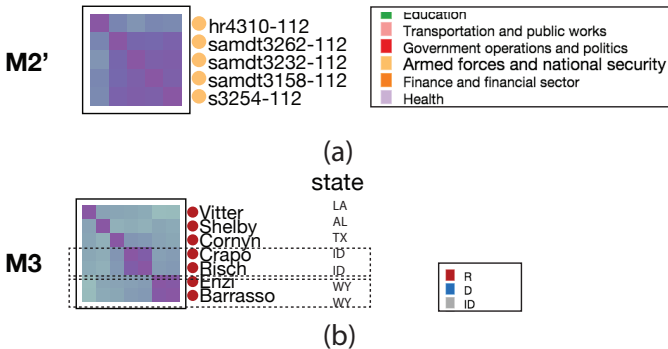 M2’
hr4310-112
samdt3262-112
samdt3232-112
samdt3158-112
s3254-112
Education
Transportation and public works
Government operations and politics
Armed forces and national security
Finance and financial sector
Health
(a)
state
M3
Vitter LA
Shelby AL
Cornyn TX
Crapo ID
Risch ID
Enzi WY
Barrasso WY
R
D
ID
(b)